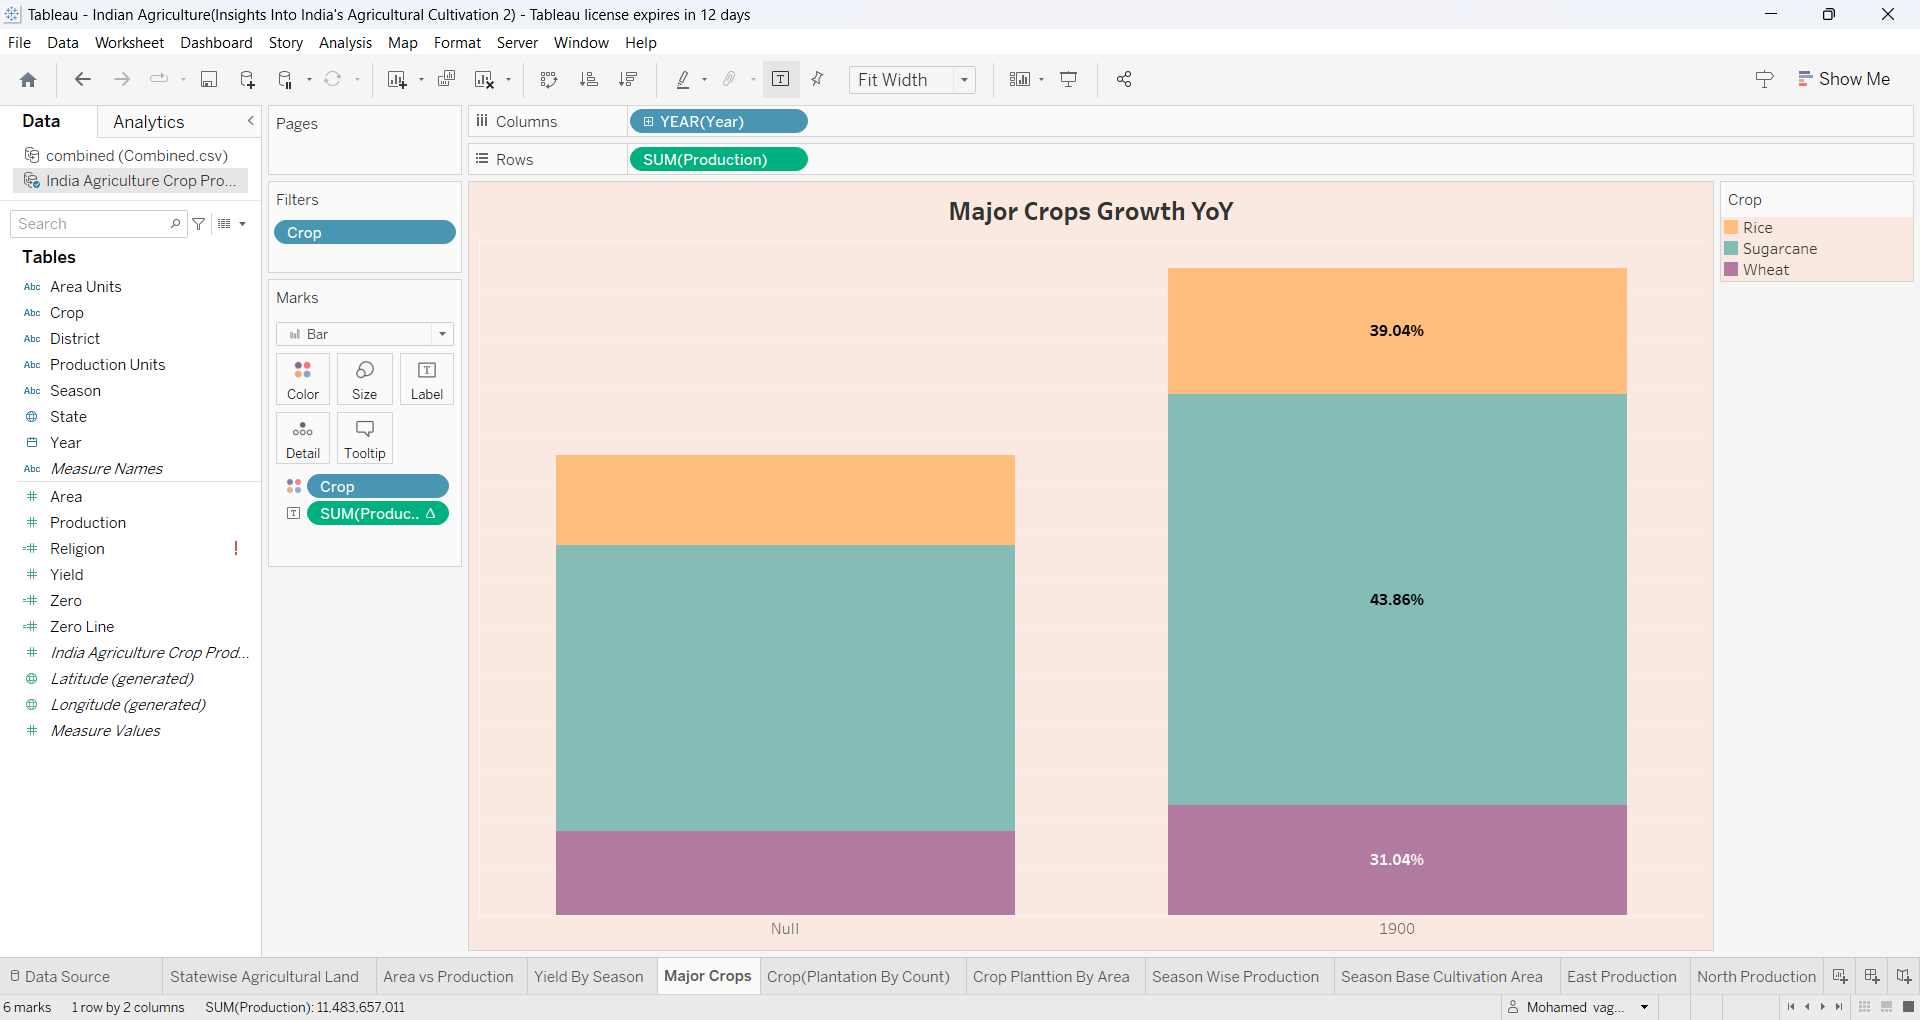 Tableau - Indian Agriculture(Insights Into India's Agricultural Cultivation 2) - Tableau license expires in 12 days
File Data Worksheet Dashboard Story Analysis Map Format Server Window Help
Fit Width
Show Me
Data
Analytics
combined (Combined.csv)
India Agriculture Crop Pro...
Search
Tables
Abc Area Units
Abc Crop
Abc District
Abc Production Units
Abc Season
State
Year
Abc Measure Names
# Area
# Production
=# Religion !
# Yield
=# Zero
=# Zero Line
# India Agriculture Crop Prod...
Latitude (generated)
Longitude (generated)
# Measure Values
Pages
Filters
Crop
Marks
Bar
Color
Size
Label
Detail
Tooltip
Crop
SUM(Produc.. Δ
Columns
YEAR(Year)
Rows
SUM(Production)
Major Crops Growth YoY
39.04%
43.86%
31.04%
Null
1900
Crop
Rice
Sugarcane
Wheat
Data Source
Statewise Agricultural Land
Area vs Production
Yield By Season
Major Crops
Crop(Plantation By Count)
Crop Planttion By Area
Season Wise Production
Season Base Cultivation Area
East Production
North Production
6 marks 1 row by 2 columns SUM(Production): 11,483,657,011
Mohamed vag...